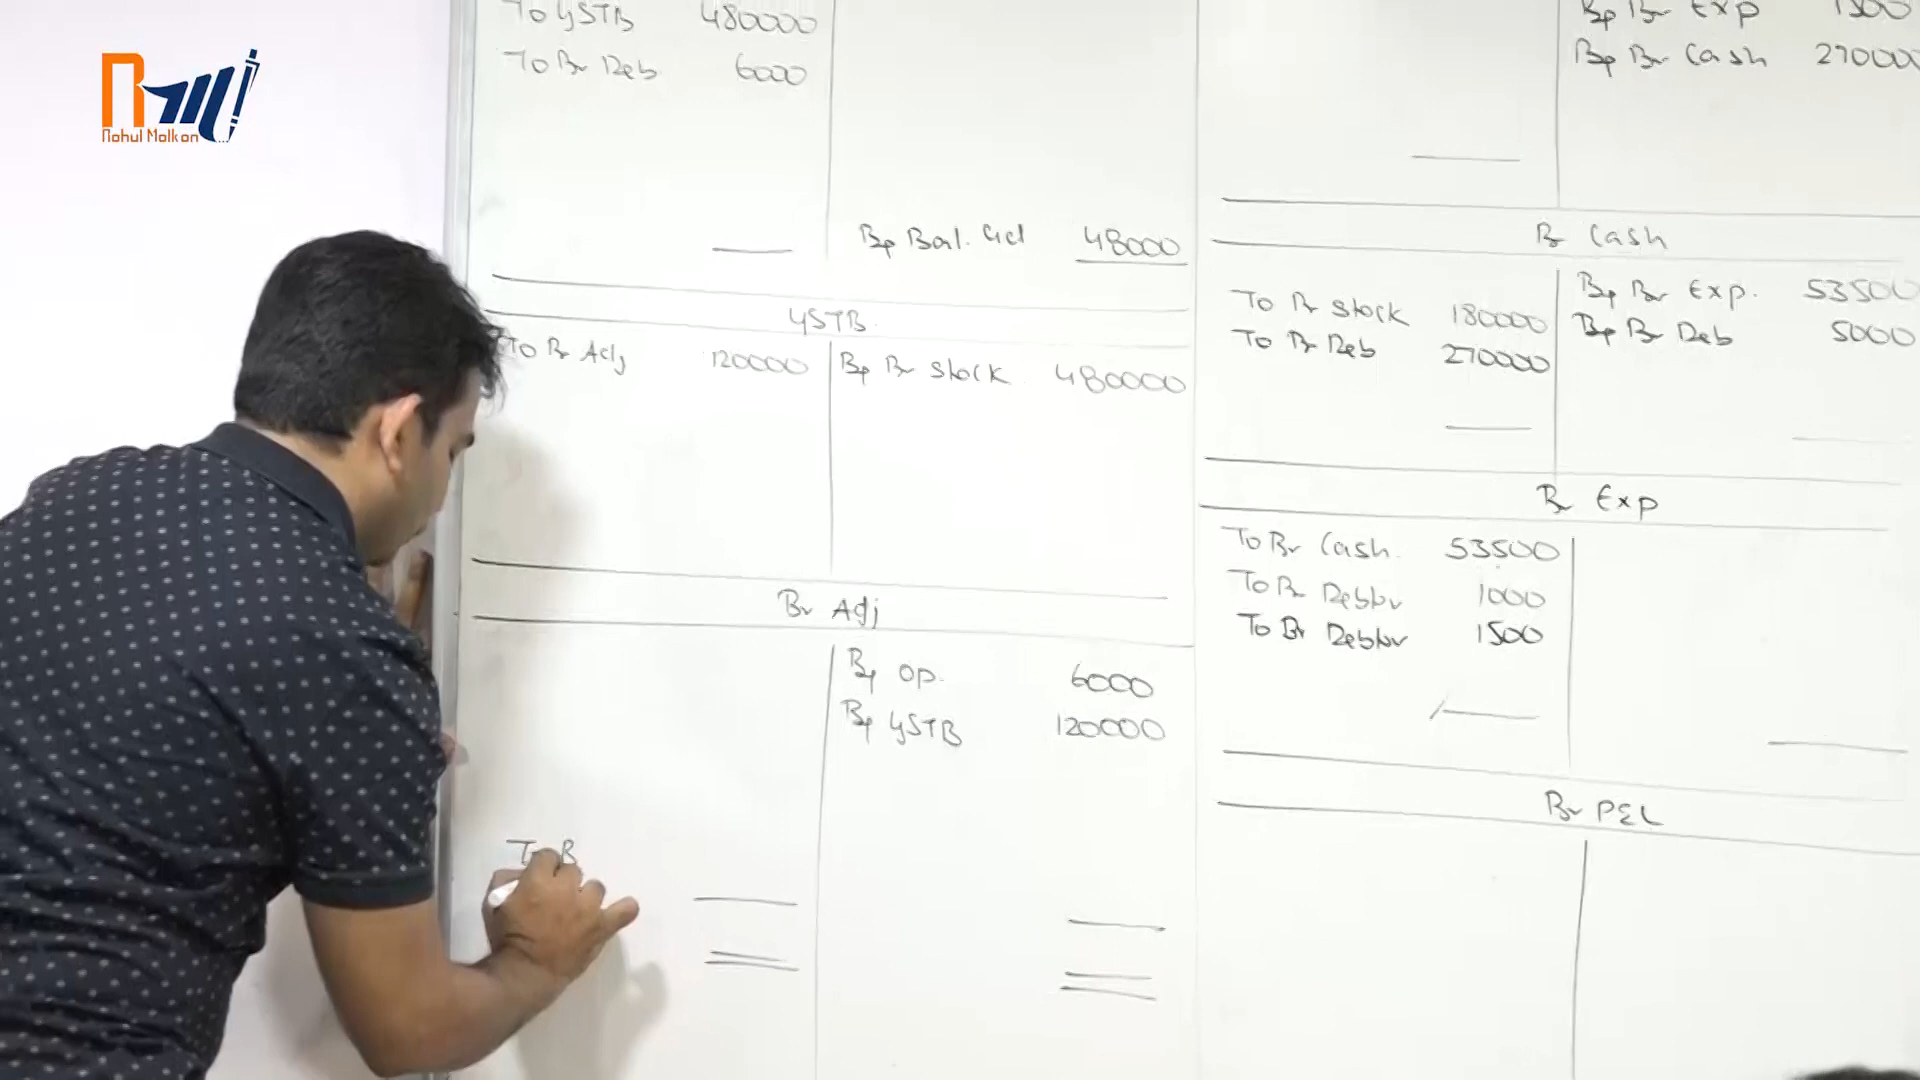 Rahul Malkan
To GSTB 480000
To Br Deb 6000
By Bal. c/d 48000
GSTB
To Br Adj 120000 By Br Stock 480000
Br Adj
By Op. 6000
By GSTB 120000
To B
By Br Exp 1500
By Br Cash 270000
Br Cash
To Br Stock 180000 By Br Exp. 53500
To Br Deb 270000 By Br Deb 5000
Br Exp
To Br Cash 53500
To Br Debtor 1000
To Br Debtor 1500
Br P&L